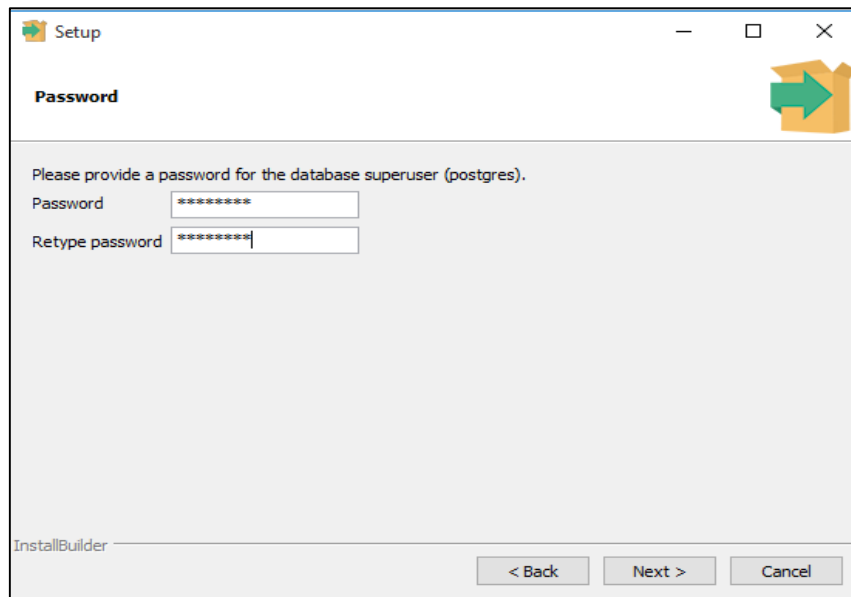 Setup
Password
Please provide a password for the database superuser (postgres).
Password ********
Retype password ********
InstallBuilder
< Back Next > Cancel